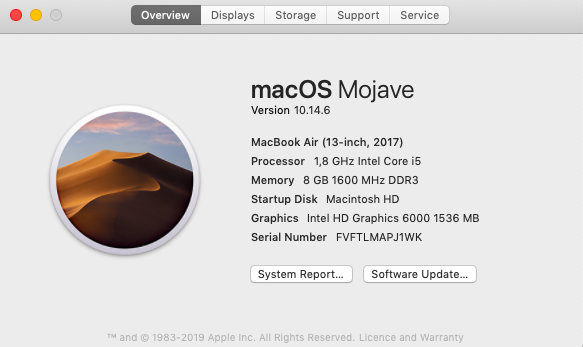 Overview Displays Storage Support Service
macOS Mojave
Version 10.14.6
MacBook Air (13-inch, 2017)
Processor 1,8 GHz Intel Core i5
Memory 8 GB 1600 MHz DDR3
Startup Disk Macintosh HD
Graphics Intel HD Graphics 6000 1536 MB
Serial Number FVFTLMAPJ1WK
System Report... Software Update...
™ and © 1983-2019 Apple Inc. All Rights Reserved. Licence and Warranty